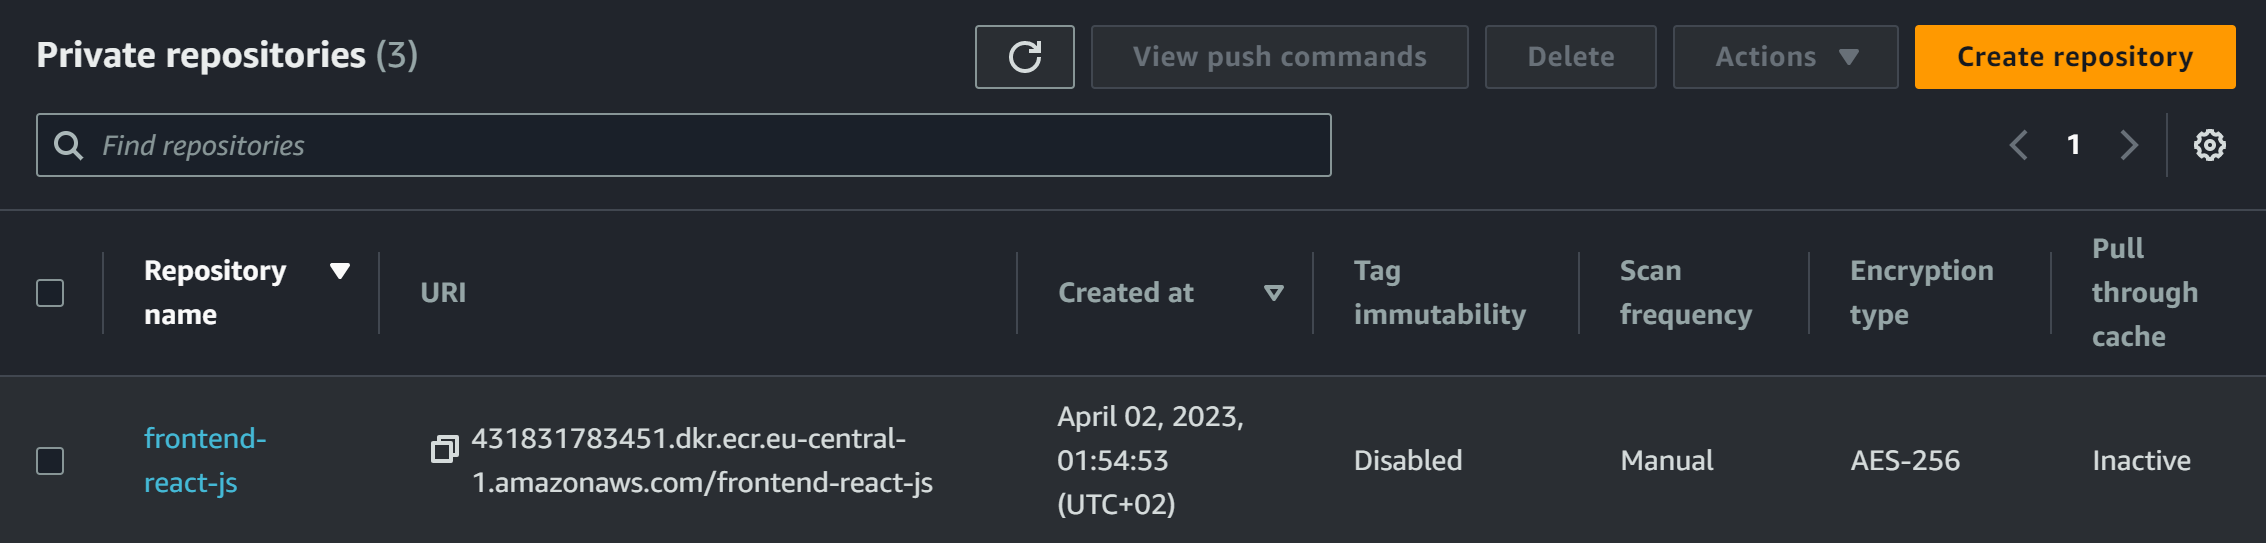 Private repositories (3)
View push commands
Delete
Actions
Create repository
Find repositories
1
Repository
name
URI
Created at
Tag
immutability
Scan
frequency
Encryption
type
Pull
through
cache
frontend-
react-js
431831783451.dkr.ecr.eu-central-
1.amazonaws.com/frontend-react-js
April 02, 2023,
01:54:53
(UTC+02)
Disabled
Manual
AES-256
Inactive